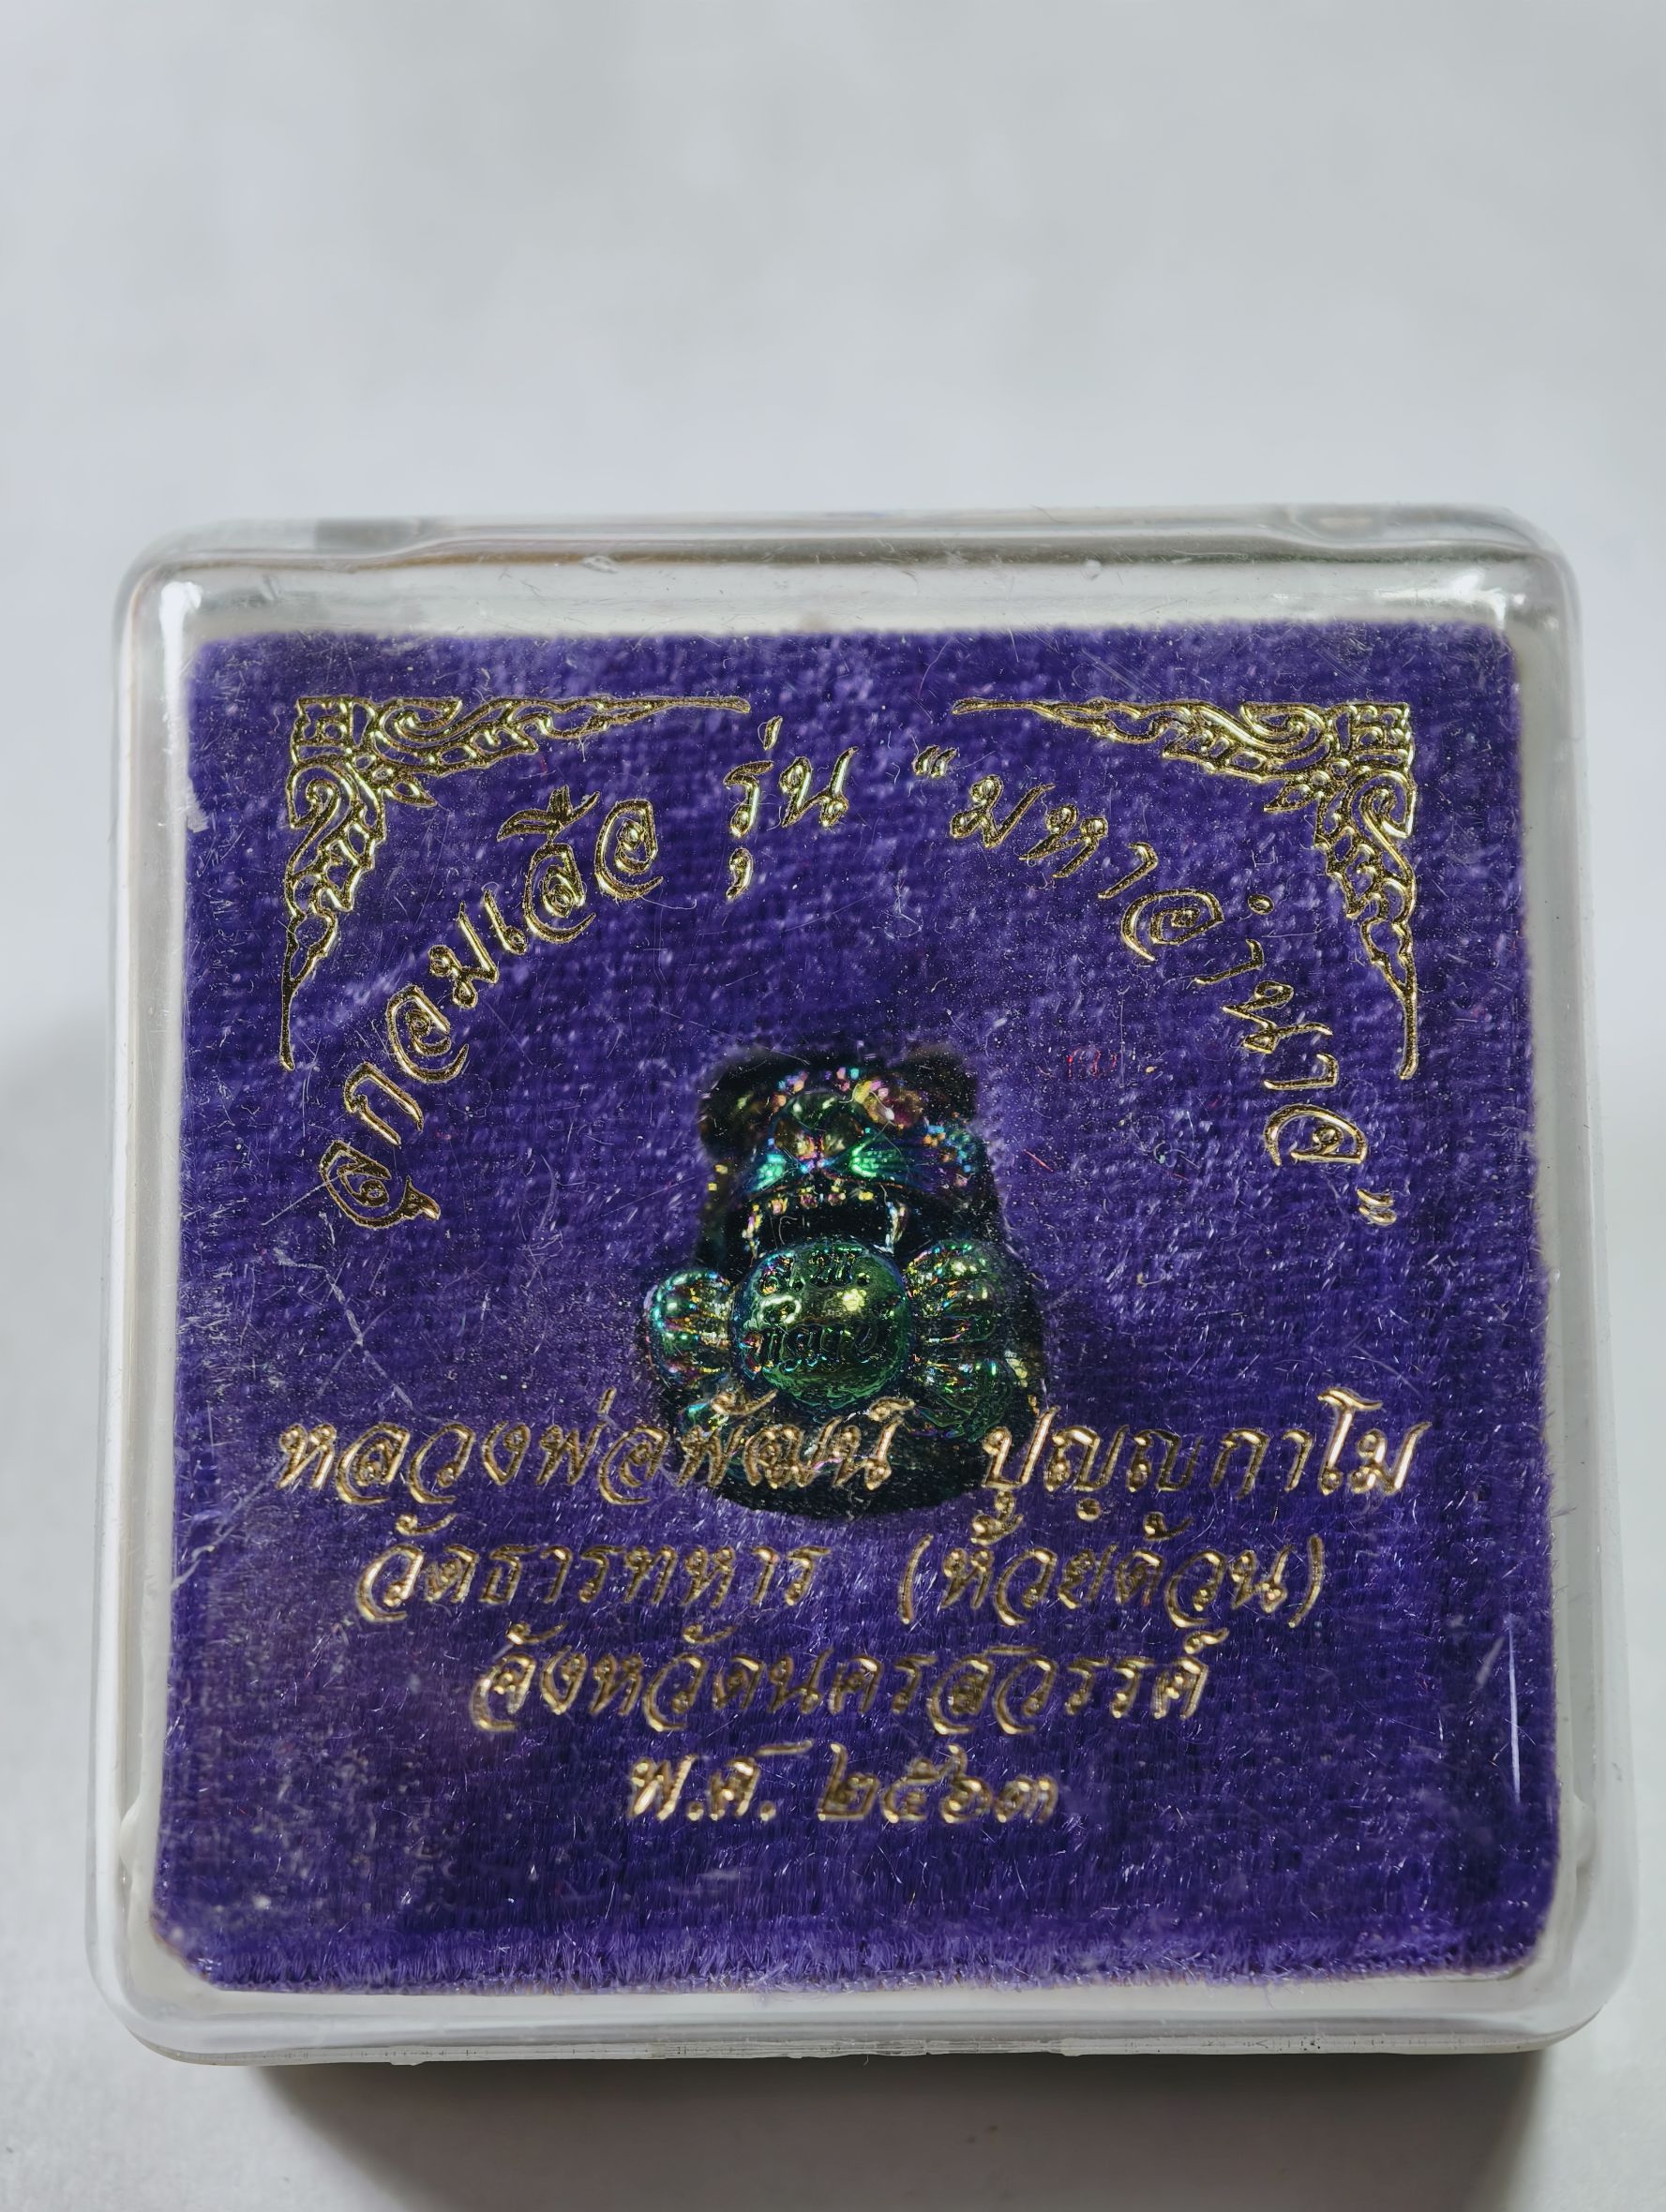 ลูกอมเสือ รุ่น “มหาอำนาจ”
หลวงพ่อพัฒน์ ปุญฺญกาโม
วัดธารทหาร (ห้วยด้วน)
จังหวัดนครสวรรค์
พ.ศ. ๒๕๖๓